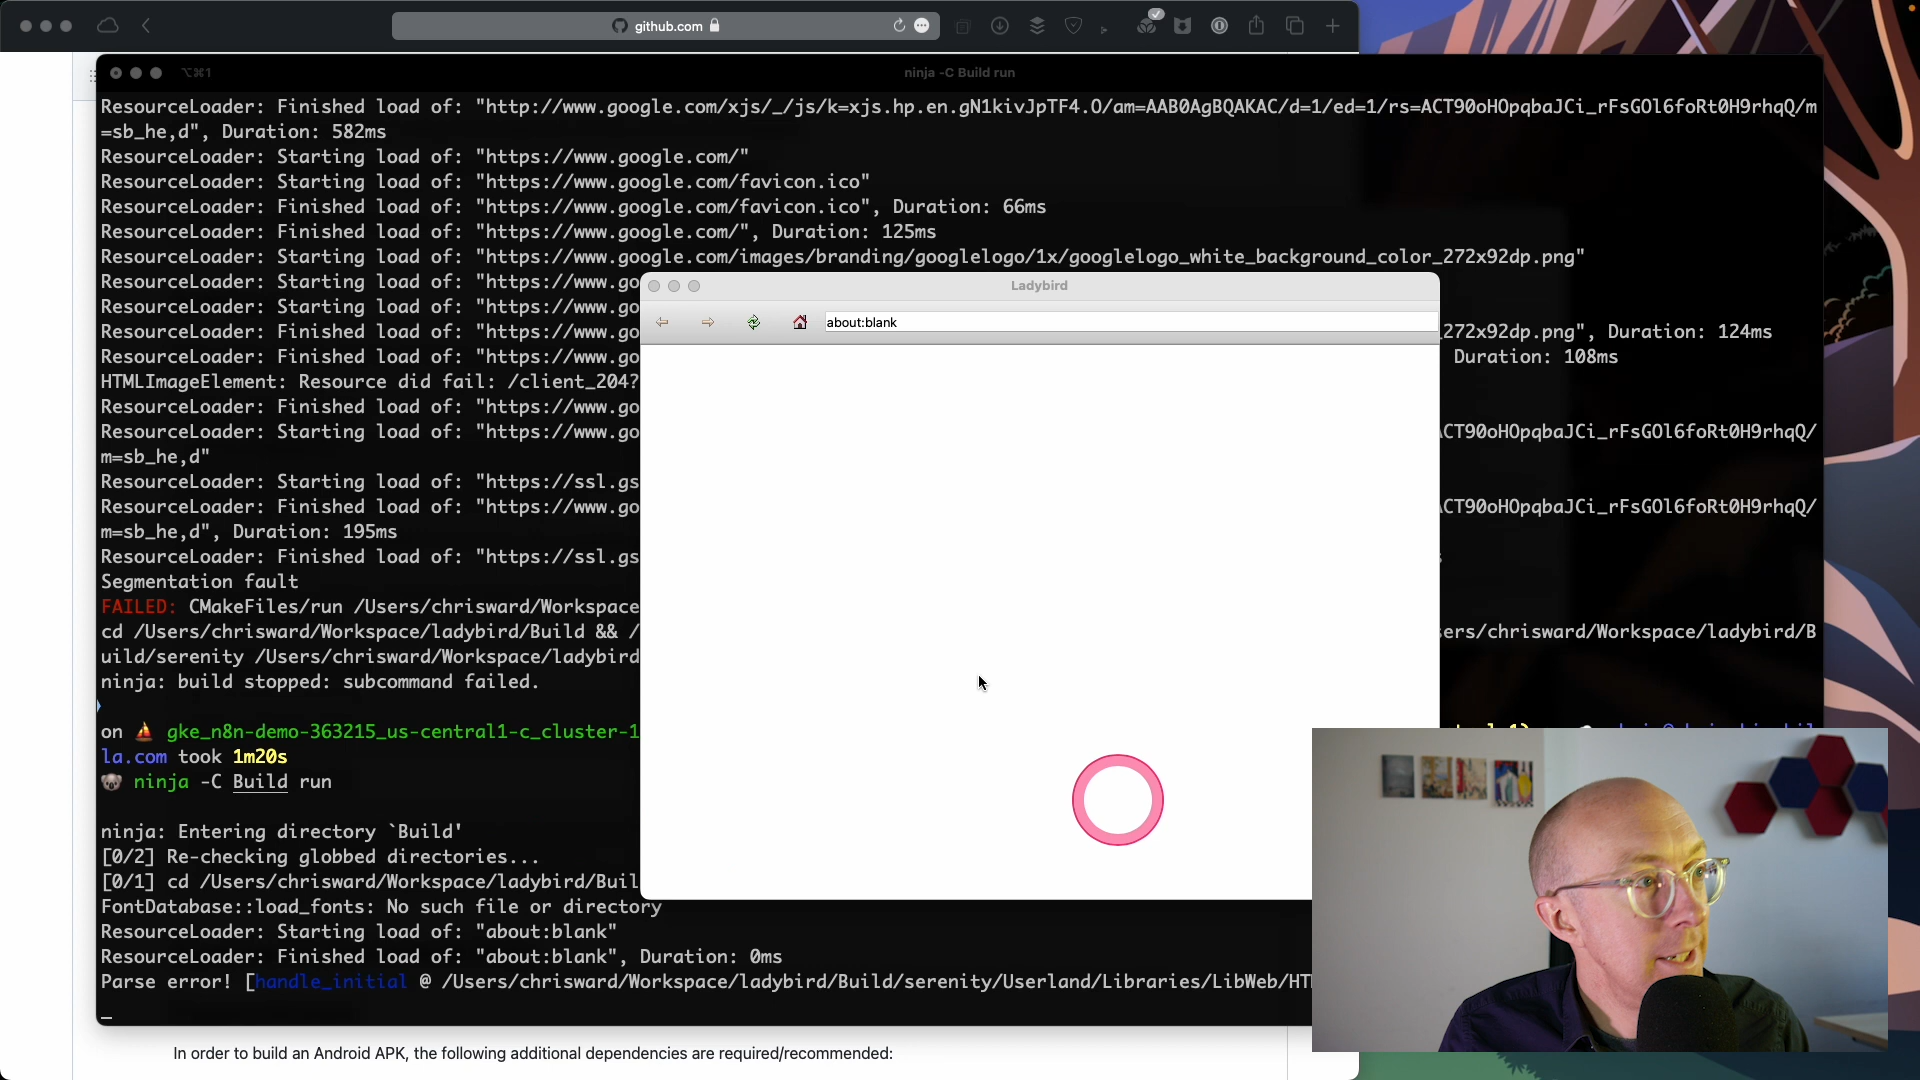 github.com
⌥⌘1
ninja -C Build run
ResourceLoader: Finished load of: "http://www.google.com/xjs/_/js/k=xjs.hp.en.gN1kivJpTF4.O/am=AAB0AgBQAKAC/d=1/ed=1/rs=ACT90oHOpqbaJCi_rFsGOl6foRt0H9rhqQ/m
=sb_he,d", Duration: 582ms
ResourceLoader: Starting load of: "https://www.google.com/"
ResourceLoader: Starting load of: "https://www.google.com/favicon.ico"
ResourceLoader: Finished load of: "https://www.google.com/favicon.ico", Duration: 66ms
ResourceLoader: Finished load of: "https://www.google.com/", Duration: 125ms
ResourceLoader: Starting load of: "https://www.google.com/images/branding/googlelogo/1x/googlelogo_white_background_color_272x92dp.png"
ResourceLoader: Starting load of: "https://www.go
ResourceLoader: Starting load of: "https://www.go
ResourceLoader: Finished load of: "https://www.go _272x92dp.png", Duration: 124ms
ResourceLoader: Finished load of: "https://www.go Duration: 108ms
HTMLImageElement: Resource did fail: /client_204?
ResourceLoader: Finished load of: "https://www.go
ResourceLoader: Starting load of: "https://www.go ACT90oHOpqbaJCi_rFsGOl6foRt0H9rhqQ/
m=sb_he,d"
ResourceLoader: Starting load of: "https://ssl.gs
ResourceLoader: Finished load of: "https://www.go ACT90oHOpqbaJCi_rFsGOl6foRt0H9rhqQ/
m=sb_he,d", Duration: 195ms
ResourceLoader: Finished load of: "https://ssl.gs
Segmentation fault
FAILED: CMakeFiles/run /Users/chrisward/Workspace
cd /Users/chrisward/Workspace/ladybird/Build && / sers/chrisward/Workspace/ladybird/B
uild/serenity /Users/chrisward/Workspace/ladybird
ninja: build stopped: subcommand failed.
on ⛵ gke_n8n-demo-363215_us-central1-c_cluster-1
la.com took 1m20s
🐨 ninja -C Build run
ninja: Entering directory `Build'
[0/2] Re-checking globbed directories...
[0/1] cd /Users/chrisward/Workspace/ladybird/Buil
FontDatabase::load_fonts: No such file or directory
ResourceLoader: Starting load of: "about:blank"
ResourceLoader: Finished load of: "about:blank", Duration: 0ms
Parse error! [handle_initial @ /Users/chrisward/Workspace/ladybird/Build/serenity/Userland/Libraries/LibWeb/HT
Ladybird
about:blank
In order to build an Android APK, the following additional dependencies are required/recommended: